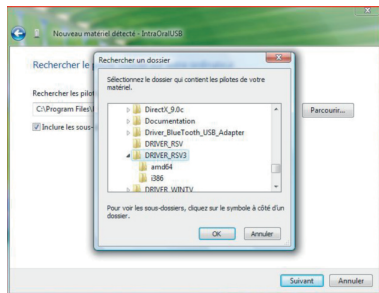 Nouveau matériel détecté - IntraOralUSB
Rechercher le
Rechercher un dossier
Sélectionnez le dossier qui contient les pilotes de votre
matériel.
Rechercher les pilot
C:\Program Files\
Parcourir...
Inclure les sous-
DirectX_9.0c
Documentation
Driver_BlueTooth_USB_Adapter
DRIVER_RSV
DRIVER_RSV3
amd64
i386
DRIVER_WINTV
Pour voir les sous-dossiers, cliquez sur le symbole à côté d'un
dossier.
OK
Annuler
Suivant
Annuler